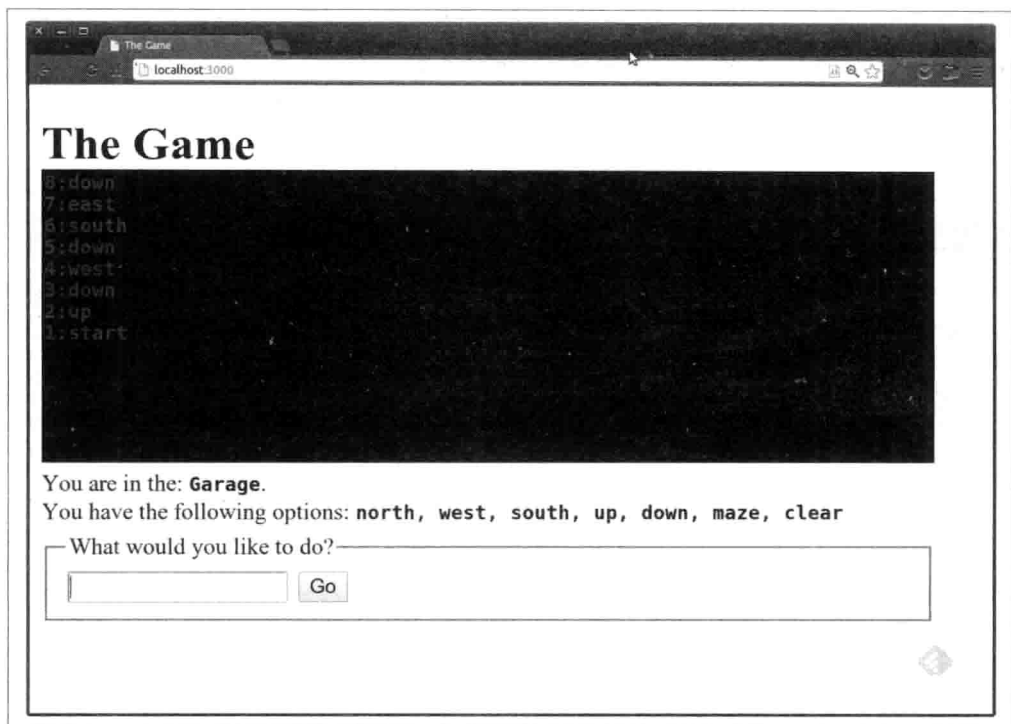 The Game
localhost:3000
The Game
8:down
7:east
6:south
5:down
4:west
3:down
2:up
1:start
You are in the: Garage.
You have the following options: north, west, south, up, down, maze, clear
What would you like to do?
Go